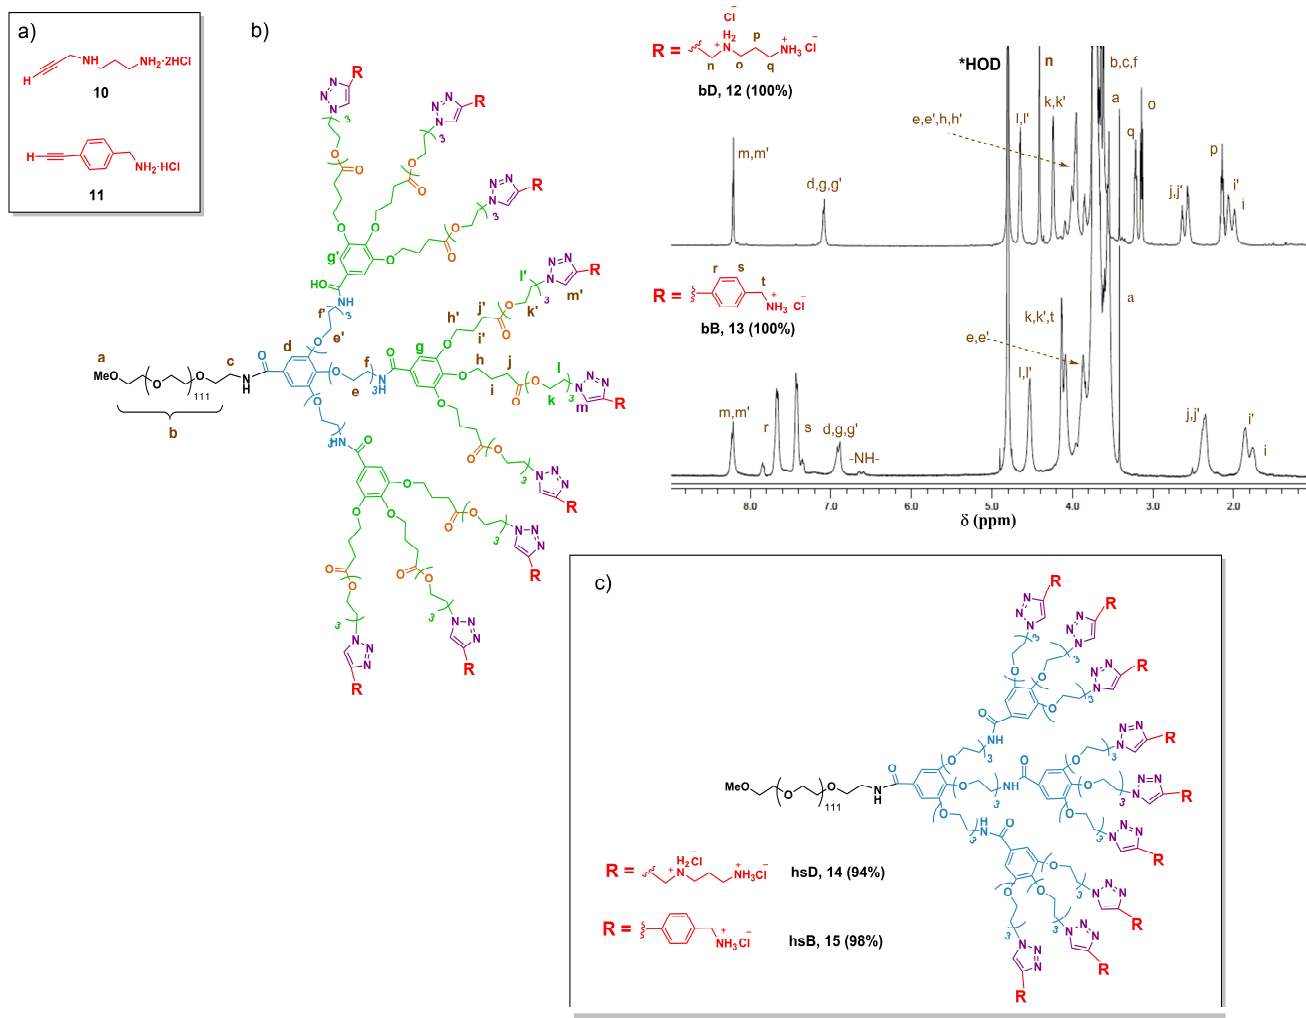 a)
H
NH
NH₂·2HCl
10
H
NH₂·HCl
11
b)
R
R
R
R
R
R
R
R
R
g'
HO
NH
f'
e'
a
MeO
O
O
111
O
c
N
H
b
d
O
f
e
3
N
H
g
h'
j'
i'
l'
k'
m'
h
j
i
l
k
m
NH
R =
Cl⁻
H₂
N⁺
p
NH₃⁺ Cl⁻
n
o
q
bD, 12 (100%)
*HOD
n
b,c,f
a
o
q
p
k,k'
l,l'
e,e',h,h'
j,j'
i'
i
m,m'
d,g,g'
R =
r
s
t
NH₃⁺ Cl⁻
bB, 13 (100%)
a
k,k',t
e,e'
l,l'
j,j'
i'
i
m,m'
r
s
d,g,g'
-NH-
8.0 7.0 6.0 5.0 4.0 3.0 2.0
δ (ppm)
c)
R
R
R
R
R
R
R
R
R
MeO
O
111
O
N
H
O
NH
3
NH
H
N
R =
H₂Cl⁻
N⁺
NH₃Cl⁻
hsD, 14 (94%)
R =
NH₃Cl⁻
hsB, 15 (98%)